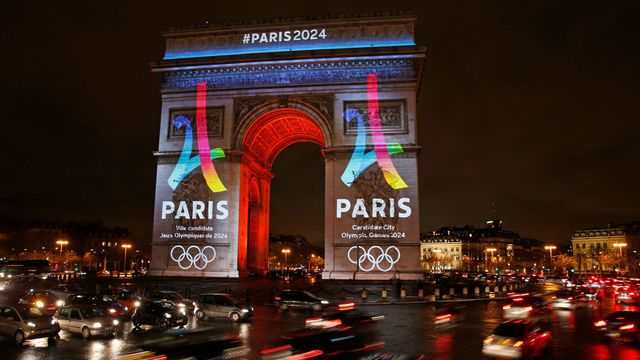 #PARIS2024
PARIS
Ville candidate
Jeux Olympiques de 2024
PARIS
Candidate City
Olympic Games 2024